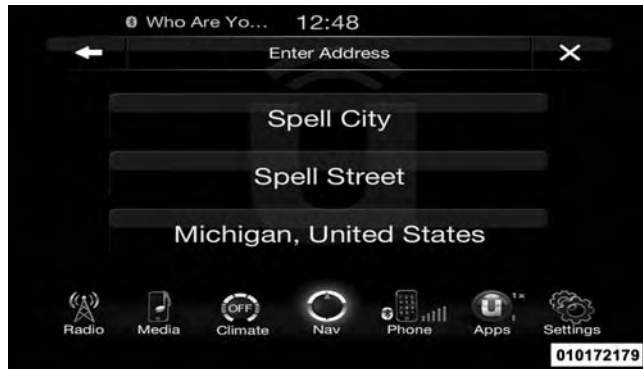 Who Are Yo... 12:48
Enter Address
Spell City
Spell Street
Michigan, United States
OFF 1x
Radio Media Climate Nav Phone Apps Settings
010172179